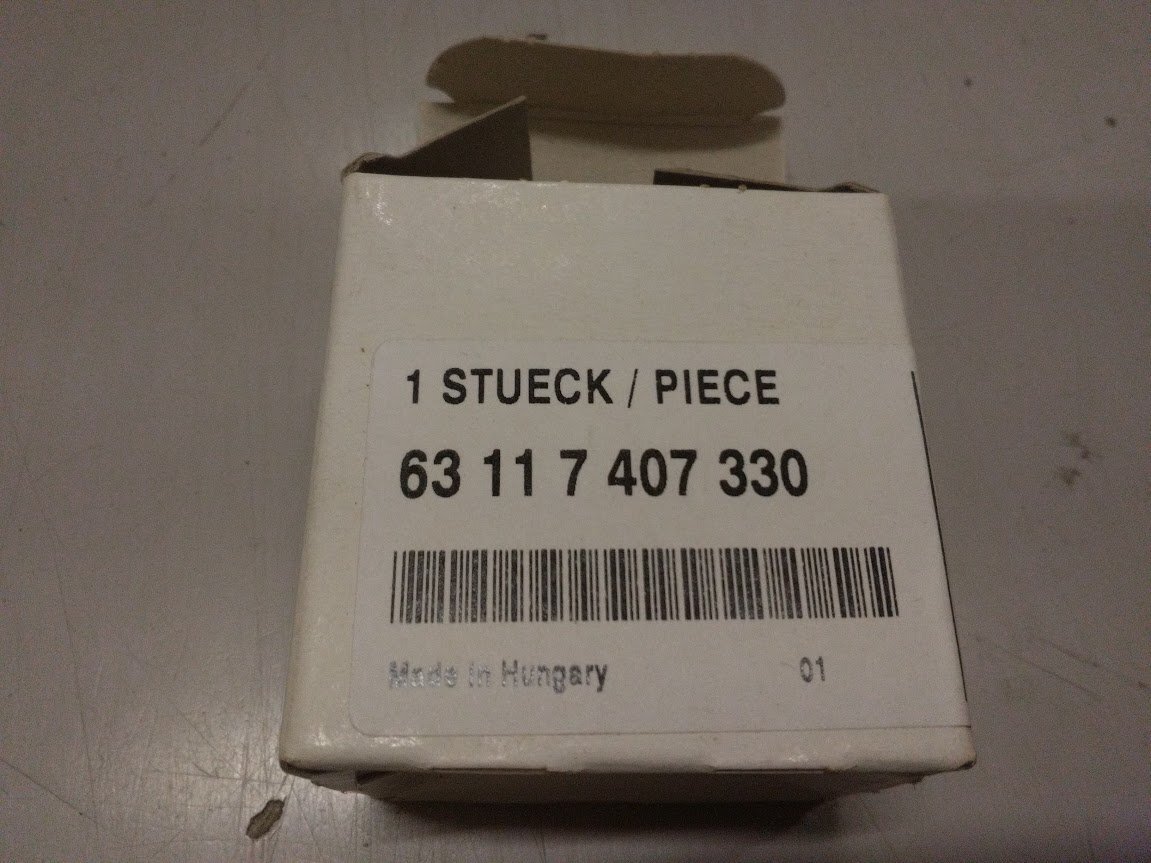 1 STUECK / PIECE
63 11 7 407 330
Made in Hungary 01